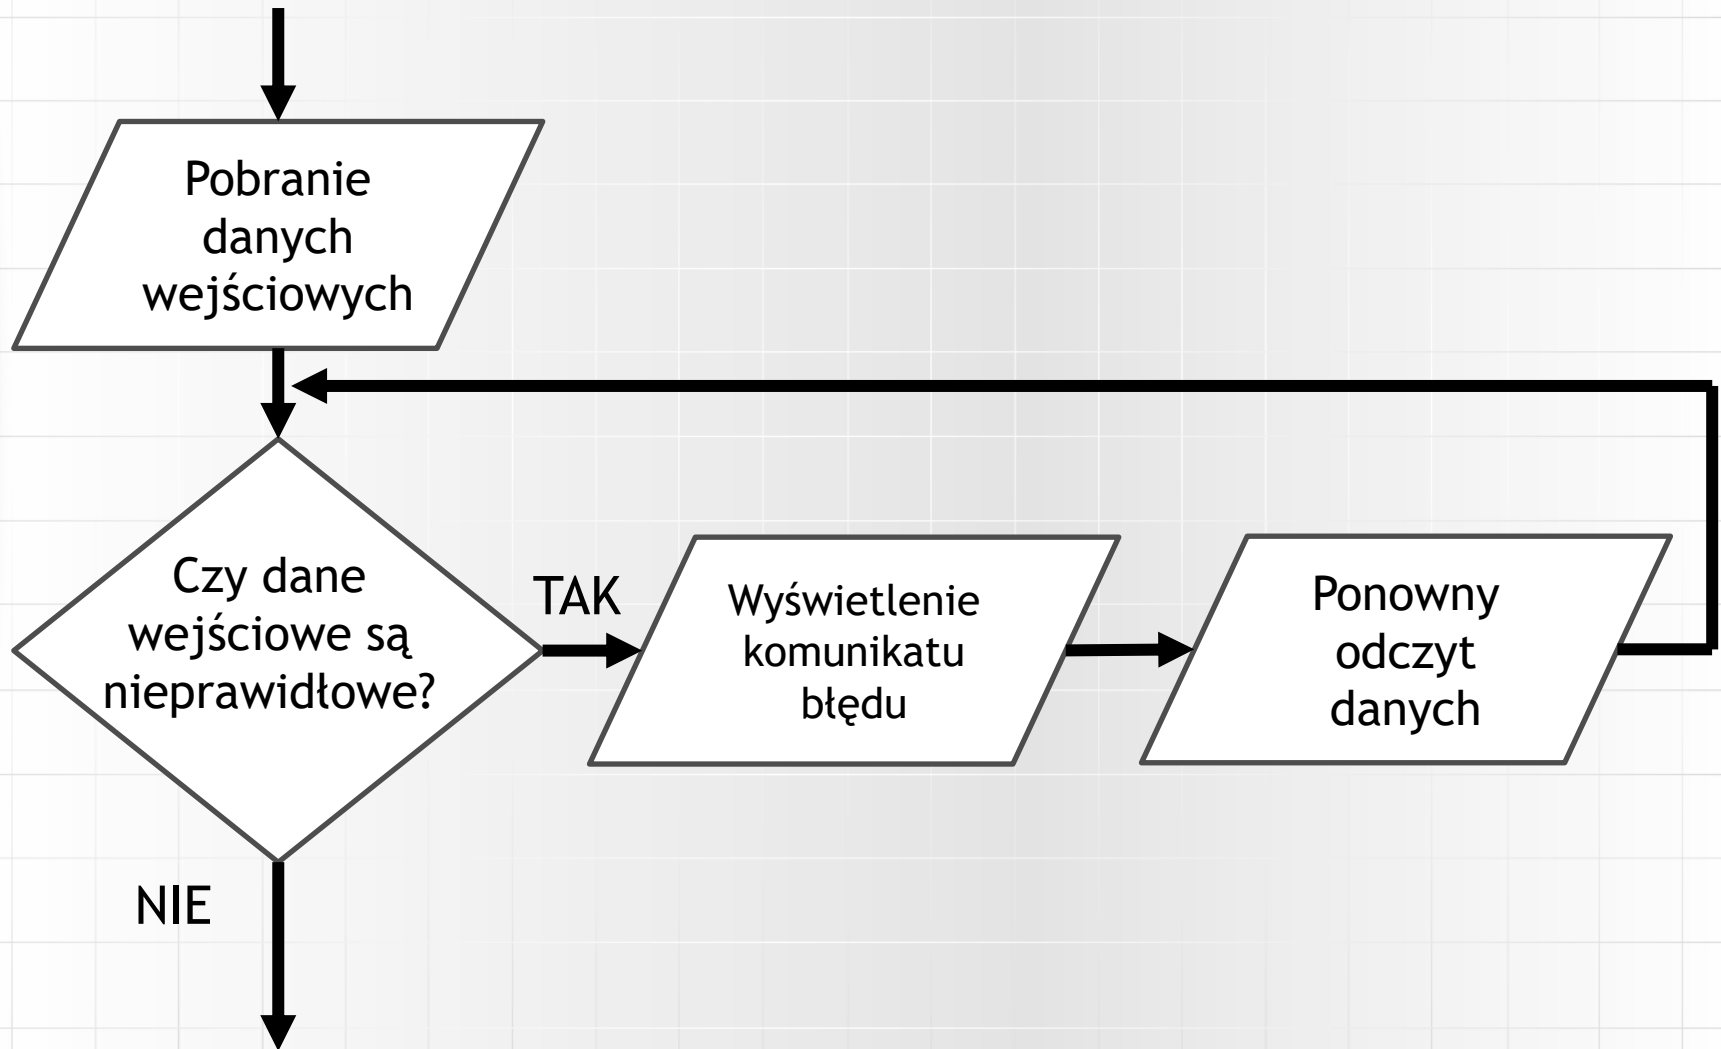 Pobranie
danych
wejściowych
Czy dane
wejściowe są
nieprawidłowe?
TAK
Wyświetlenie
komunikatu
błędu
Ponowny
odczyt
danych
NIE